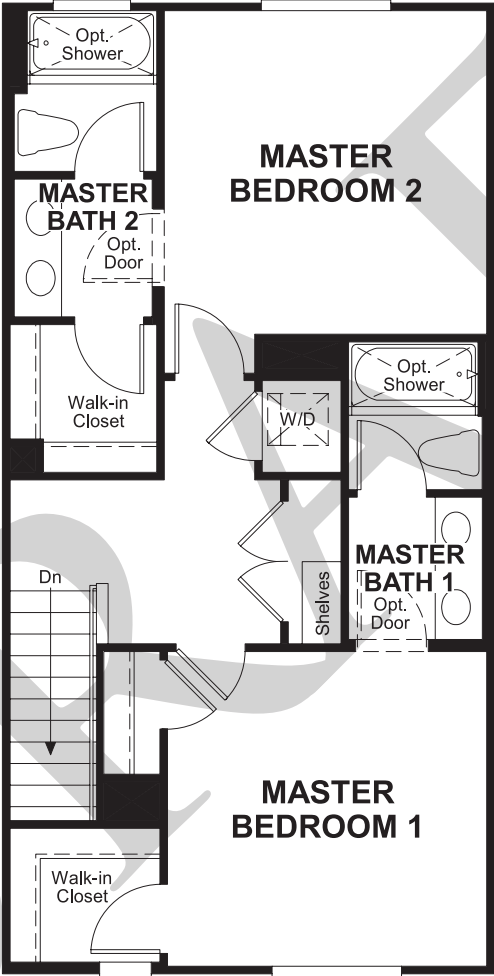 Opt.
Shower
MASTER
BEDROOM 2
MASTER
BATH 2
Opt.
Door
Walk-in
Closet
Opt.
Shower
W/D
MASTER
BATH 1
Opt.
Door
Shelves
Dn
MASTER
BEDROOM 1
Walk-in
Closet